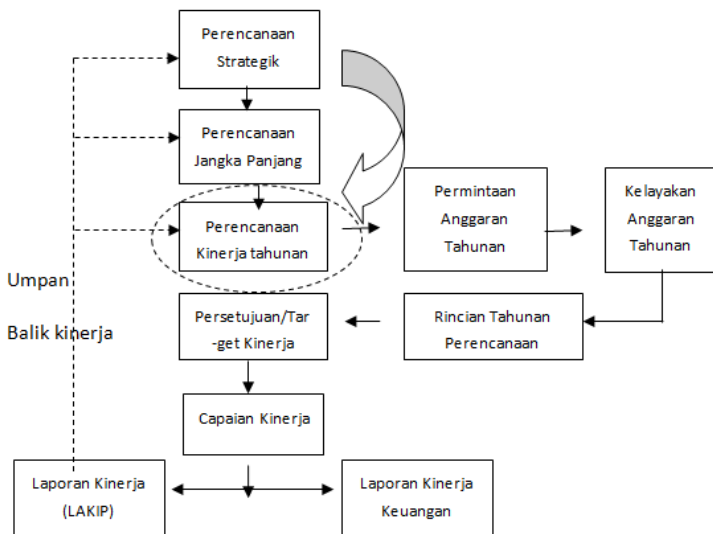 Perencanaan
Strategik
Perencanaan
Jangka Panjang
Perencanaan
Kinerja tahunan
Permintaan
Anggaran
Tahunan
Kelayakan
Anggaran
Tahunan
Umpan
Balik kinerja
Persetujuan/Tar
-get Kinerja
Rincian Tahunan
Perencanaan
Capaian Kinerja
Laporan Kinerja
(LAKIP)
Laporan Kinerja
Keuangan